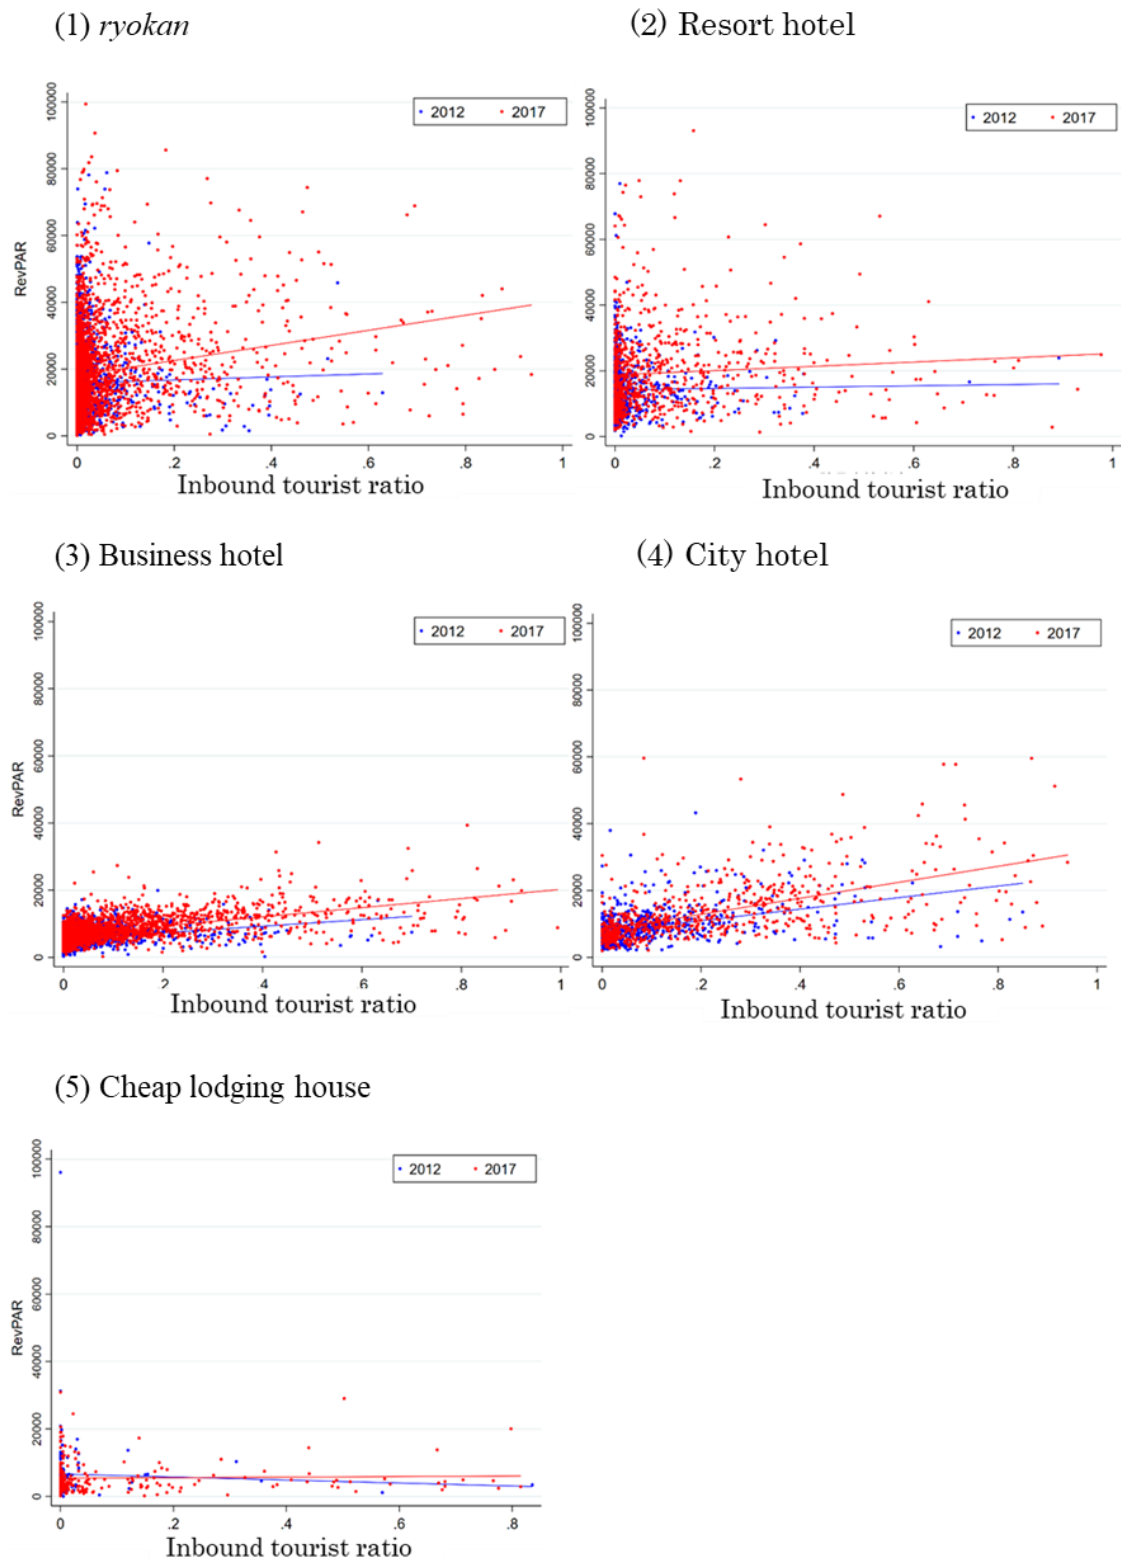 (1) ryokan
RevPAR
100000
80000
60000
40000
20000
0
2012 2017
0 .2 .4 .6 .8 1
Inbound tourist ratio
(2) Resort hotel
100000
80000
60000
40000
20000
0
2012 2017
0 .2 .4 .6 .8 1
Inbound tourist ratio
(3) Business hotel
RevPAR
100000
80000
60000
40000
20000
0
2012 2017
0 .2 .4 .6 .8 1
Inbound tourist ratio
(4) City hotel
100000
80000
60000
40000
20000
0
2012 2017
0 .2 .4 .6 .8 1
Inbound tourist ratio
(5) Cheap lodging house
RevPAR
100000
80000
60000
40000
20000
0
2012 2017
0 .2 .4 .6 .8
Inbound tourist ratio